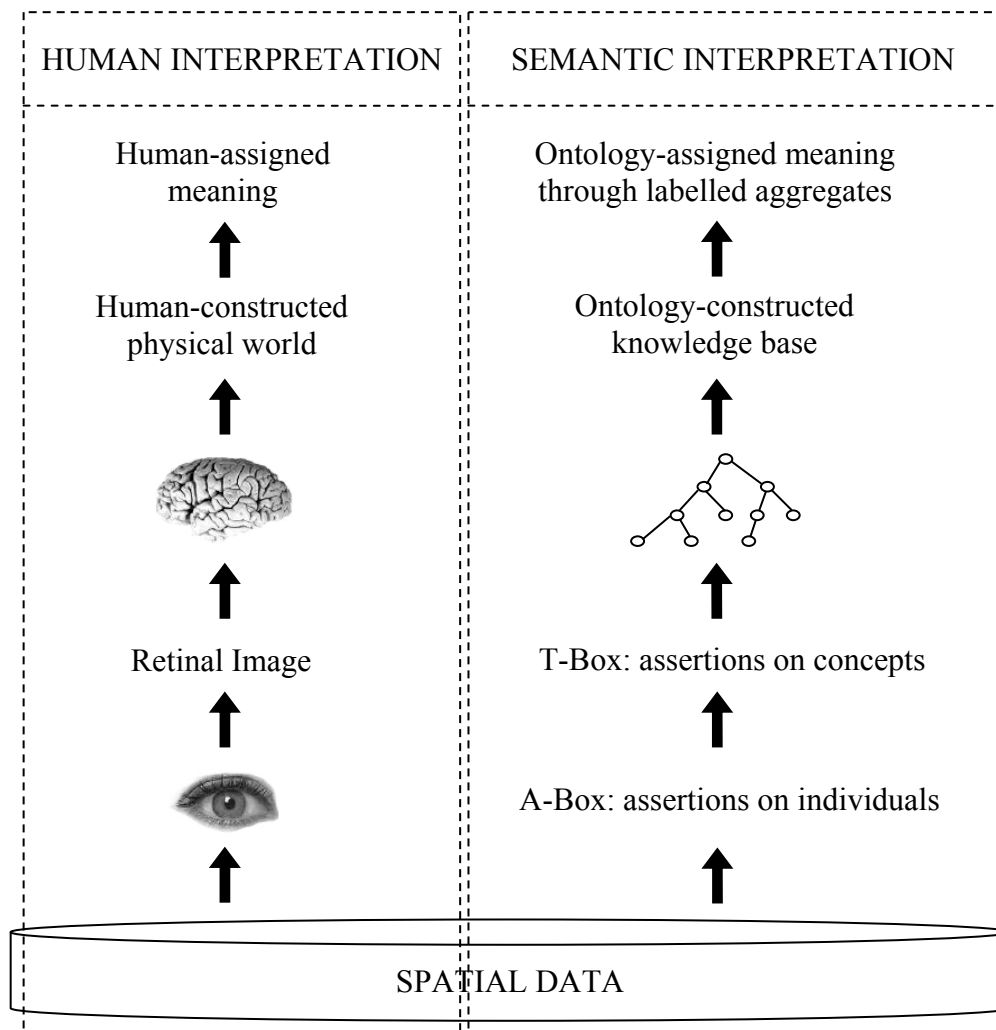 HUMAN INTERPRETATION
Human-assigned
meaning
Human-constructed
physical world
Retinal Image
SEMANTIC INTERPRETATION
Ontology-assigned meaning
through labelled aggregates
Ontology-constructed
knowledge base
T-Box: assertions on concepts
A-Box: assertions on individuals
SPATIAL DATA